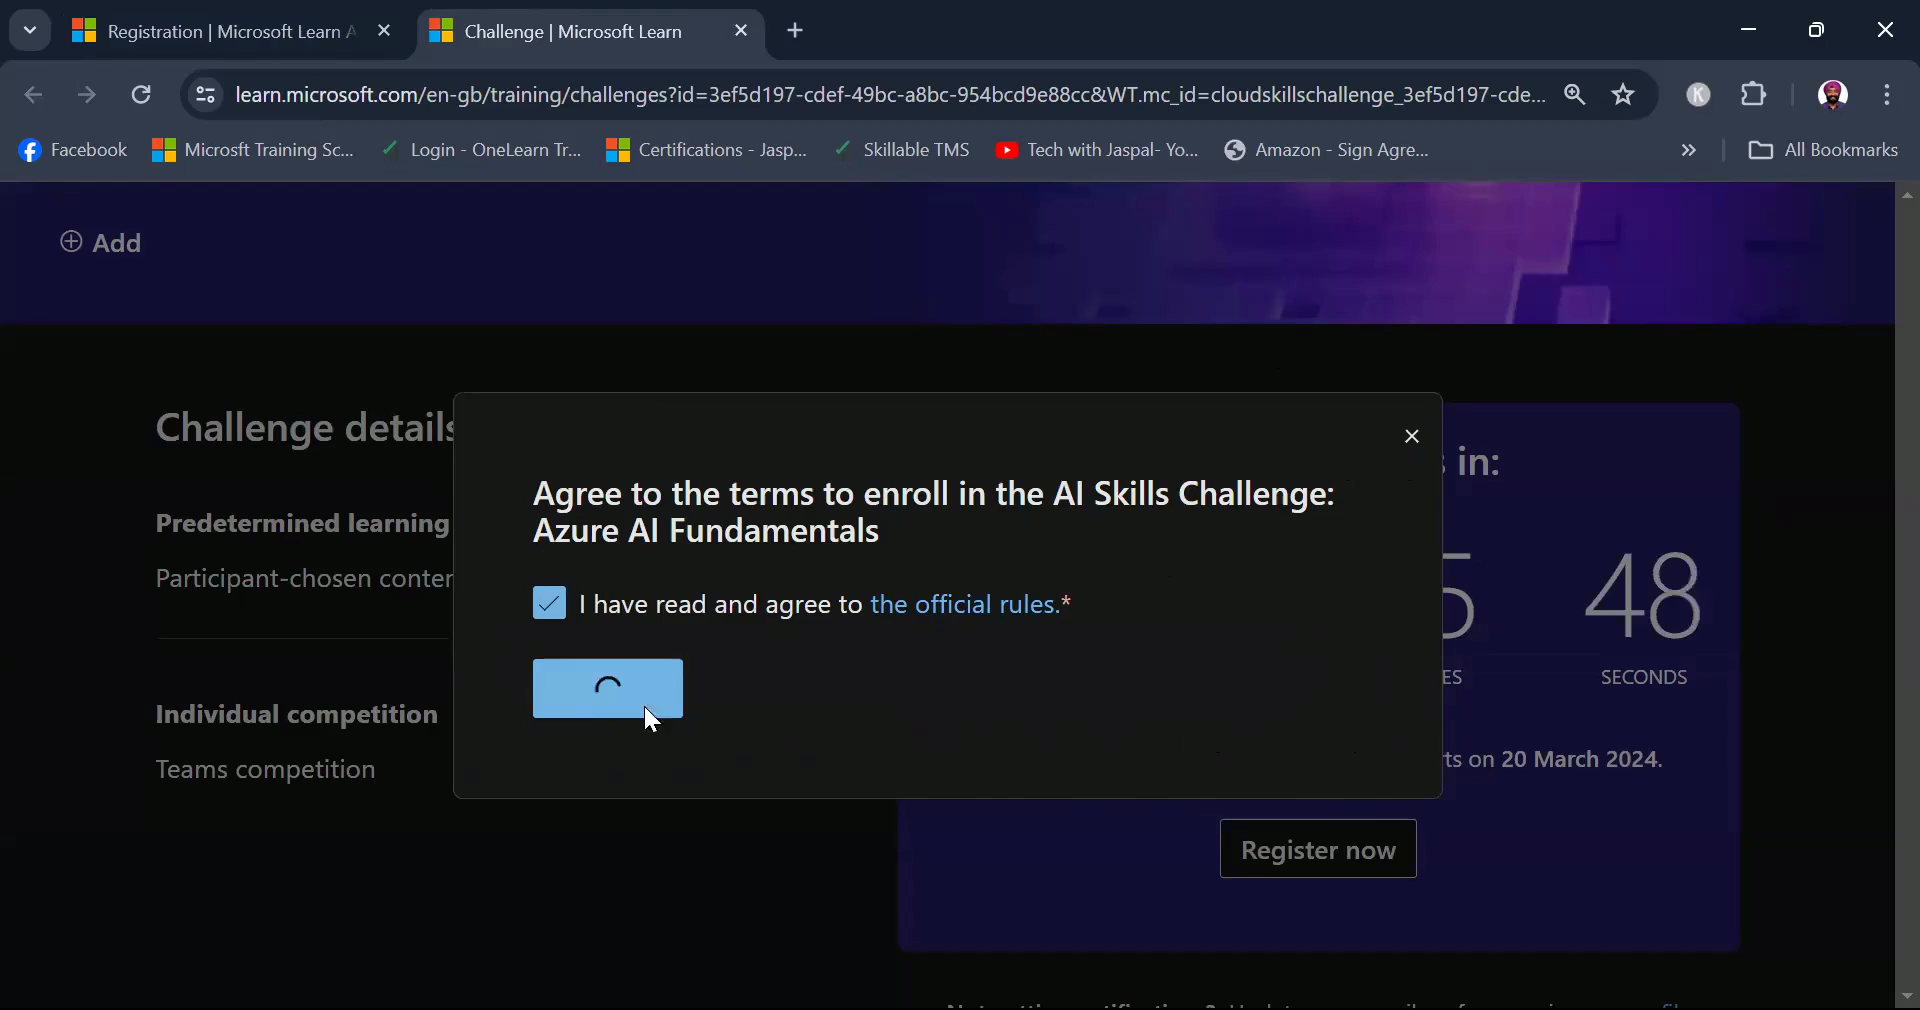 Registration | Microsoft Learn A
Challenge | Microsoft Learn
learn.microsoft.com/en-gb/training/challenges?id=3ef5d197-cdef-49bc-a8bc-954bcd9e88cc&WT.mc_id=cloudskillschallenge_3ef5d197-cde...
K
Facebook
Microsft Training Sc...
Login - OneLearn Tr...
Certifications - Jasp...
Skillable TMS
Tech with Jaspal- Yo...
Amazon - Sign Agre...
All Bookmarks
Add
Challenge details
Predetermined learning
Participant-chosen conter
Individual competition
Teams competition
Agree to the terms to enroll in the AI Skills Challenge:
Azure AI Fundamentals
I have read and agree to the official rules.*
in:
5
48
ES
SECONDS
ts on 20 March 2024.
Register now